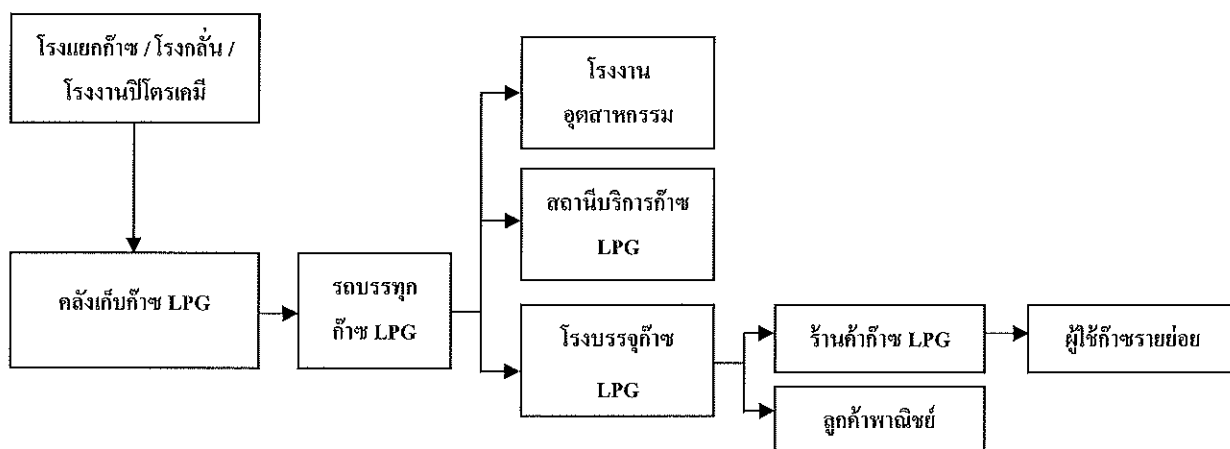 โรงแยกก๊าซ / โรงกลั่น /
โรงงานปิโตรเคมี
คลังเก็บก๊าซ LPG
รถบรรทุก
ก๊าซ LPG
โรงงาน
อุตสาหกรรม
สถานีบริการก๊าซ
LPG
โรงบรรจุก๊าซ
LPG
ร้านค้าก๊าซ LPG
ลูกค้าพาณิชย์
ผู้ใช้ก๊าซรายย่อย